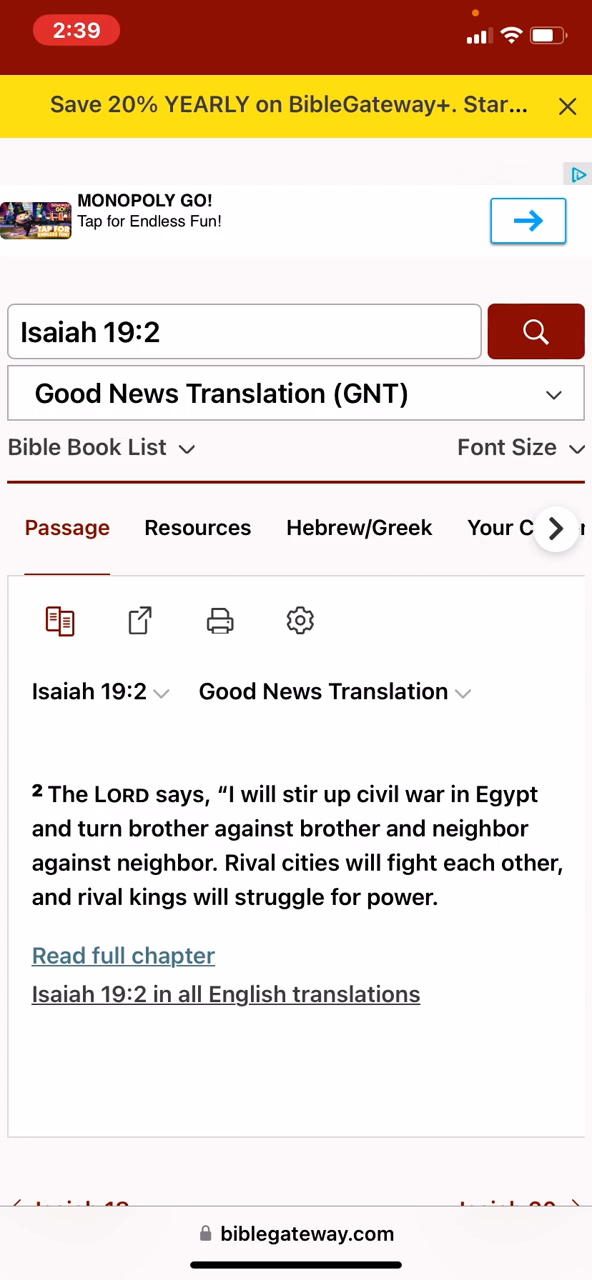 2:39
Save 20% YEARLY on BibleGateway+. Star...
MONOPOLY GO!
Tap for Endless Fun!
Isaiah 19:2
Good News Translation (GNT)
Bible Book List
Font Size
Passage Resources Hebrew/Greek Your C
Isaiah 19:2 Good News Translation
2 The LORD says, “I will stir up civil war in Egypt
and turn brother against brother and neighbor
against neighbor. Rival cities will fight each other,
and rival kings will struggle for power.
Read full chapter
Isaiah 19:2 in all English translations
biblegateway.com